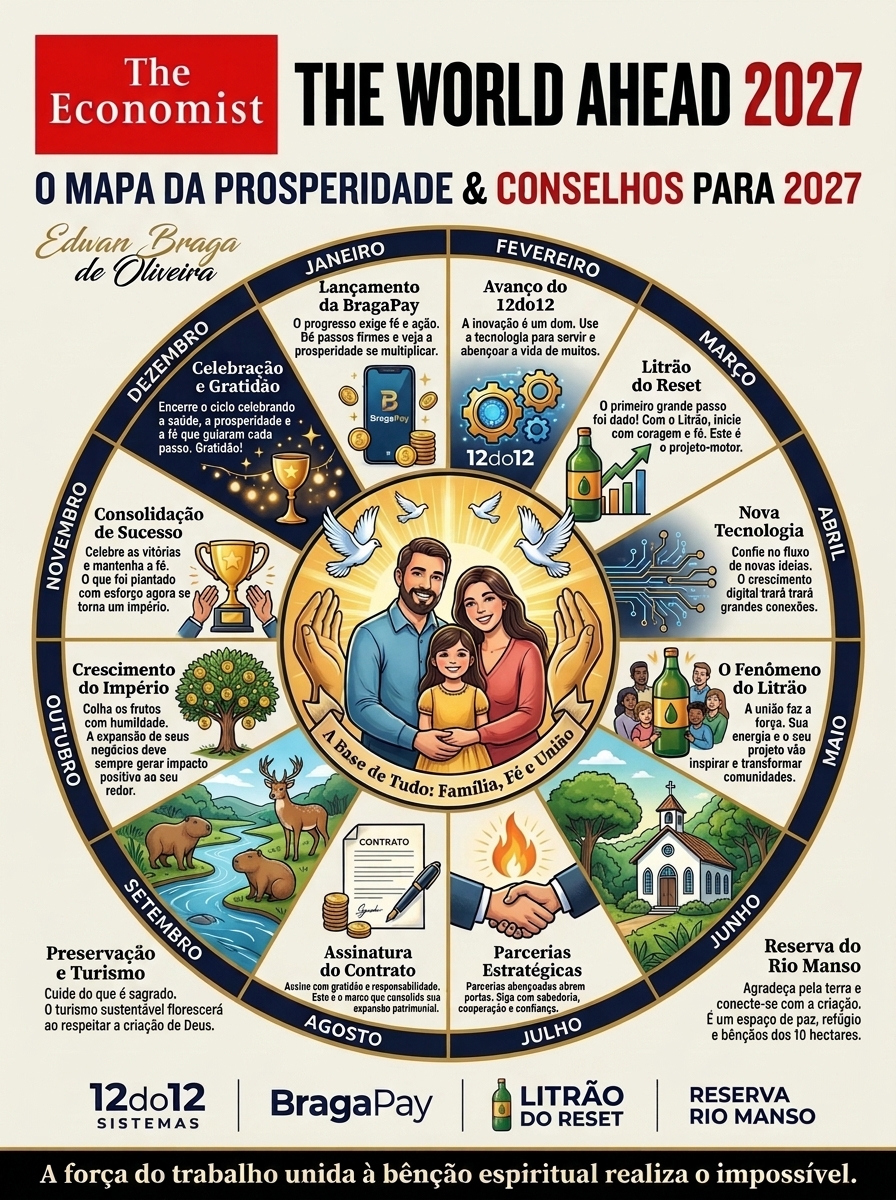 The
Economist
THE WORLD AHEAD 2027
O MAPA DA PROSPERIDADE & CONSELHOS PARA 2027
Edwan Braga
de Oliveira
JANEIRO
Lançamento
da BragaPay
O progresso exige fé e ação.
Bé passos firmes e veja a
prosperidade se multiplicar.
B
BragaPay
FEVEREIRO
Avanço do
12do12
A inovação é um dom. Use
a tecnologia para servir e
abençoar a vida de muitos.
12do12
MARÇO
Litrão
do Reset
O primeiro grande passo
foi dado! Com o Litrão, inicie
com coragem e fé. Este é
o projeto-motor.
ABRIL
Nova
Tecnologia
Confie no fluxo
de novas ideias.
O crescimento
digital trará trará
grandes conexões.
MAIO
O Fenômeno
do Litrão
A união faz a
força. Sua
energia e o seu
projeto vão
inspirar e transformar
comunidades.
JUNHO
Reserva do
Rio Manso
Agradeça pela terra e
conecte-se com a criação.
É um espaço de paz, refúgio
e bênçãos dos 10 hectares.
JULHO
Parcerias
Estratégicas
Parcerias abençoadas abrem
portas. Siga com sabedoria,
cooperação e confiança.
AGOSTO
CONTRATO
Assinatura
do Contrato
Assine com gratidão e responsabilidade.
Este é o marco que consolids sua
expansão patrimonial.
SETEMBRO
Preservação
e Turismo
Cuide do que é sagrado.
O turismo sustentável florescerá
ao respeitar a criação de Deus.
OUTUBRO
Crescimento
do Império
Colha os frutos
com humildade.
A expansão de seus
negócios deve
sempre gerar impacto
positivo ao seu
redor.
NOVEMBRO
Consolidação
de Sucesso
Celebre as vitórias
e mantenha a fé.
O que foi piantado
com esforço agora se
torna um império.
DEZEMBRO
Celebração
e Gratidão
Encerre o ciclo celebrando
a saúde, a prosperidade e
a fé que guiaram cada
passo. Gratidão!
A Base de Tudo: Família, Fé e União
12do12
SISTEMAS
BragaPay
LITRÃO
DO RESET
RESERVA
RIO MANSO
A força do trabalho unida à bênção espiritual realiza o impossível.